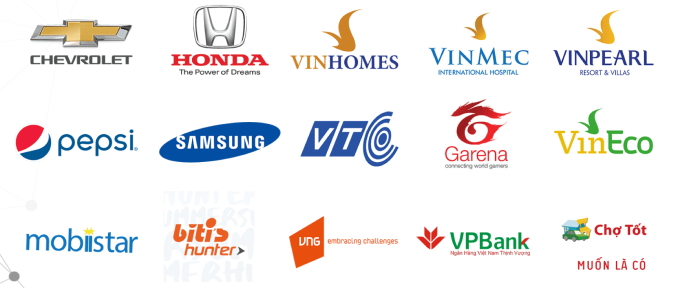 CHEVROLET
HONDA
The Power of Dreams
VINHOMES
VINMEC
INTERNATIONAL HOSPITAL
VINPEARL
RESORT & VILLAS
pepsi
SAMSUNG
VTC
Garena
connecting world gamers
VinEco
mobiistar
bitis
hunter
VNG
embracing challenges
VPBank
Ngân Hàng Việt Nam Thịnh Vượng
Chợ Tốt
MUỐN LÀ CÓ